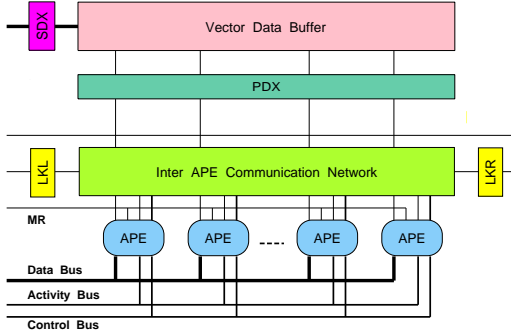 SDX
Vector Data Buffer
PDX
LKL
Inter APE Communication Network
LKR
MR
APE
APE
APE
APE
Data Bus
Activity Bus
Control Bus